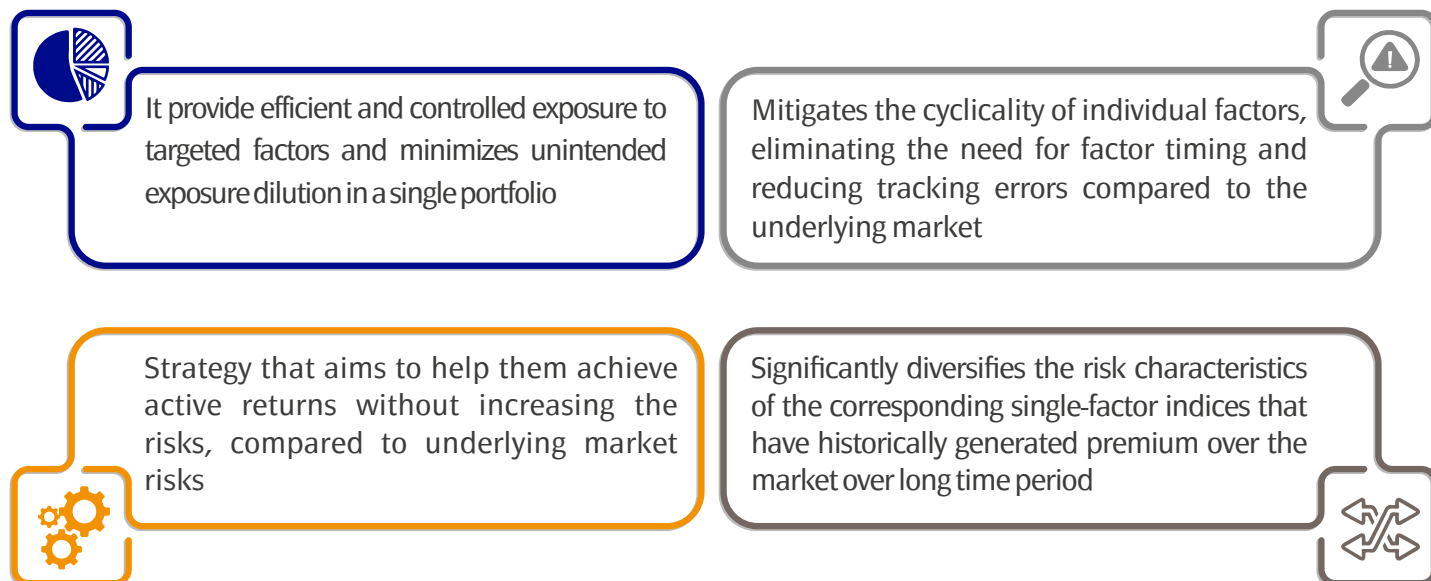 It provide efficient and controlled exposure to
targeted factors and minimizes unintended
exposure dilution in a single portfolio
Mitigates the cyclicality of individual factors,
eliminating the need for factor timing and
reducing tracking errors compared to the
underlying market
Strategy that aims to help them achieve
active returns without increasing the
risks, compared to underlying market
risks
Significantly diversifies the risk characteristics
of the corresponding single-factor indices that
have historically generated premium over the
market over long time period